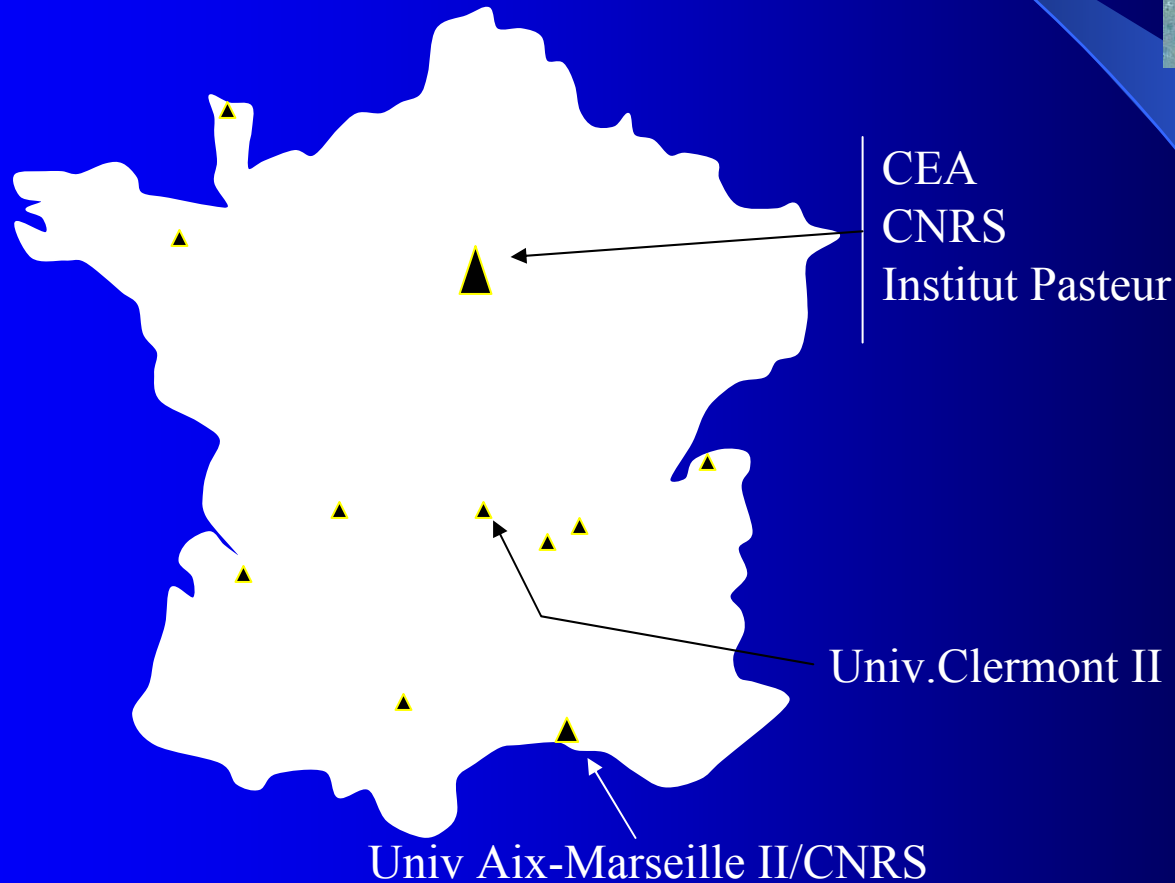 CEA
CNRS
Institut Pasteur
Univ.Clermont II
Univ Aix-Marseille II/CNRS